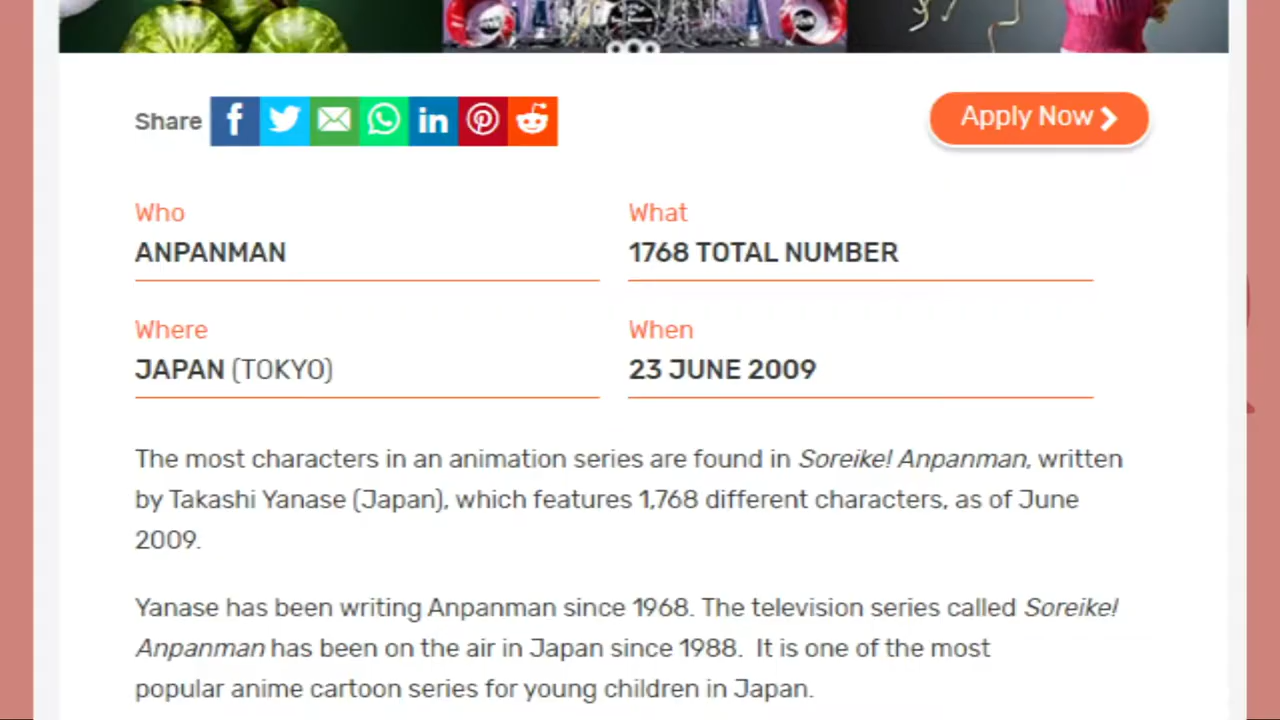 Share
Apply Now
Who
ANPANMAN
What
1768 TOTAL NUMBER
Where
JAPAN (TOKYO)
When
23 JUNE 2009
The most characters in an animation series are found in Soreike! Anpanman, written
by Takashi Yanase (Japan), which features 1,768 different characters, as of June
2009.
Yanase has been writing Anpanman since 1968. The television series called Soreike!
Anpanman has been on the air in Japan since 1988. It is one of the most
popular anime cartoon series for young children in Japan.